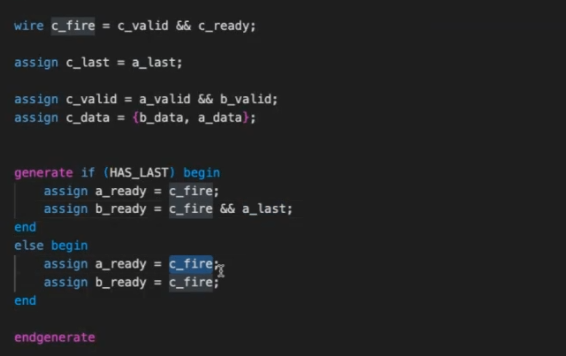 wire c_fire = c_valid && c_ready;
assign c_last = a_last;
assign c_valid = a_valid && b_valid;
assign c_data = {b_data, a_data};
generate if (HAS_LAST) begin
assign a_ready = c_fire;
assign b_ready = c_fire && a_last;
end
else begin
assign a_ready = c_fire;
assign b_ready = c_fire;
end
endgenerate